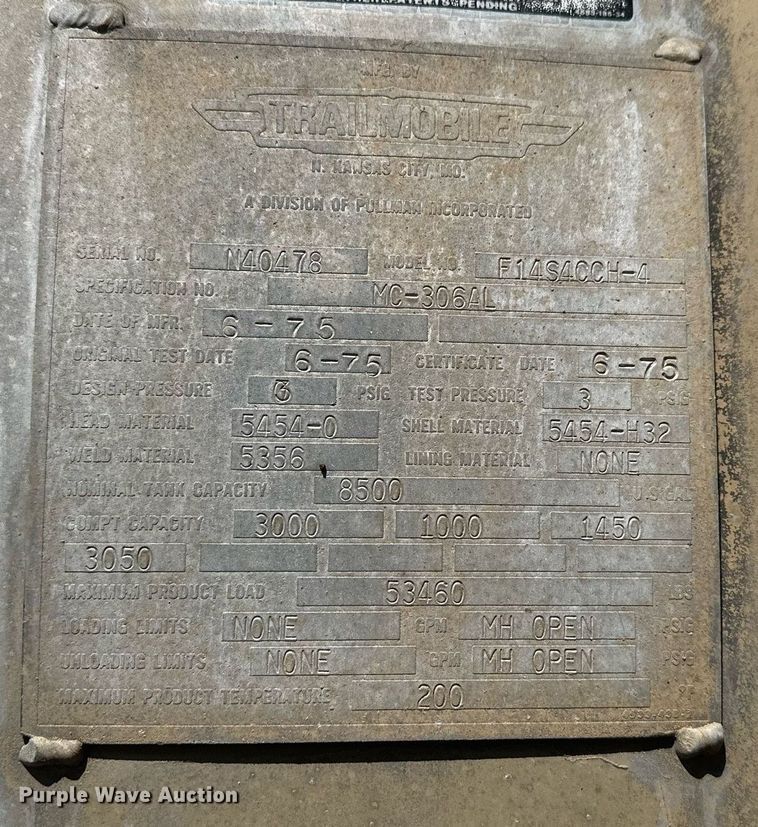 PATENTS PENDING
MFG. BY
TRAILMOBILE
N. KANSAS CITY, MO.
A DIVISION OF PULLMAN INCORPORATED
SERIAL NO. N40478 MODEL NO. F14S4CCH-4
SPECIFICATION NO. MC-306AL
DATE OF MFR. 6-75
ORIGINAL TEST DATE 6-75 CERTIFICATE DATE 6-75
DESIGN PRESSURE PSIG TEST PRESSURE 3 PSIG
HEAD MATERIAL 5454-0 SHELL MATERIAL 5454-H32
WELD MATERIAL 5356 LINING MATERIAL NONE
NOMINAL TANK CAPACITY 8500 U.S.GAL
COMPT CAPACITY 3000 1000 1450
3050
MAXIMUM PRODUCT LOAD 53460 LBS
LOADING LIMITS NONE GPM MH OPEN PSIG
UNLOADING LIMITS NONE GPM MH OPEN PSIG
MAXIMUM PRODUCT TEMPERATURE 200 °F
Purple Wave Auction